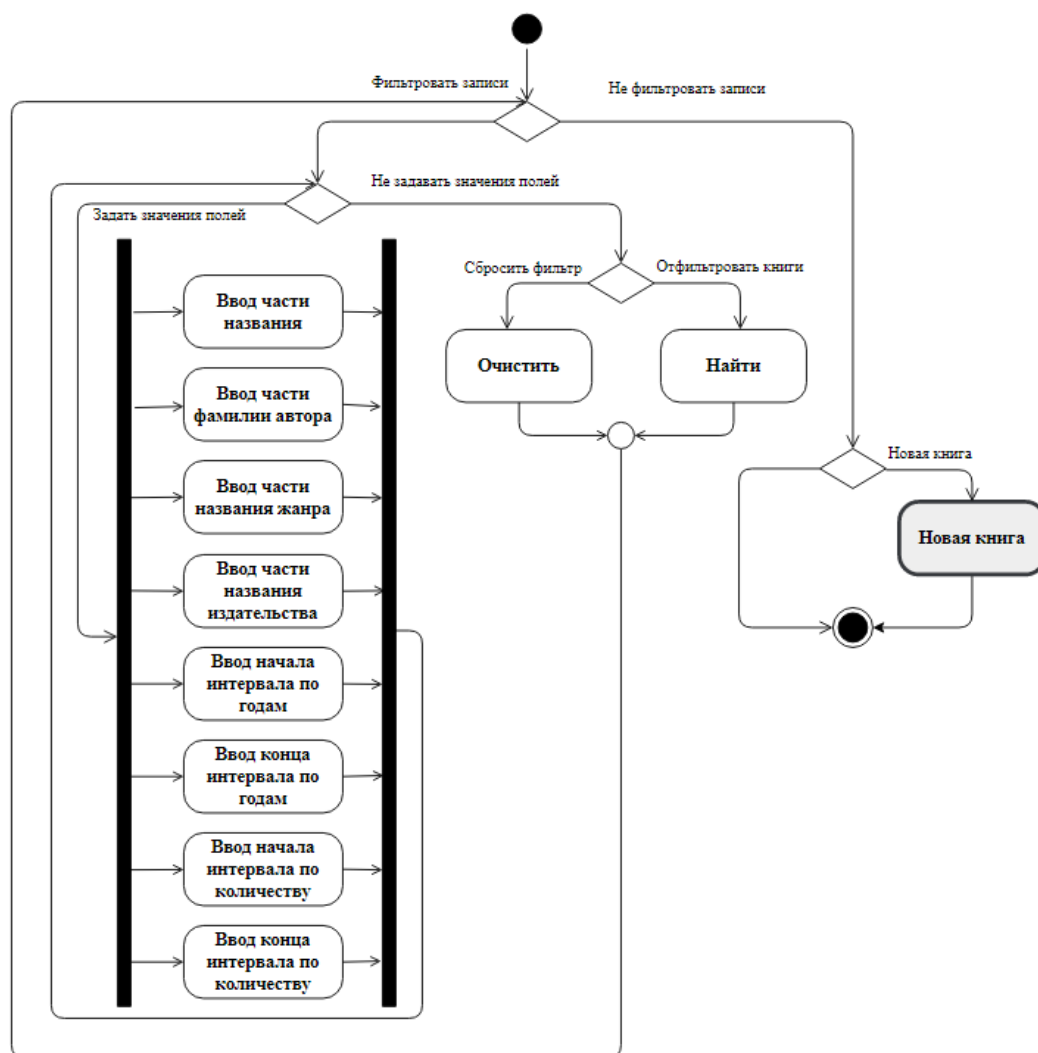 Фильтровать записи
Не фильтровать записи
Не задавать значения полей
Задать значения полей
Сбросить фильтр
Отфильтровать книги
Ввод части
названия
Очистить
Найти
Ввод части
фамилии автора
Новая книга
Ввод части
названия жанра
Новая книга
Ввод части
названия
издательства
Ввод начала
интервала по
годам
Ввод конца
интервала по
годам
Ввод начала
интервала по
количеству
Ввод конца
интервала по
количеству